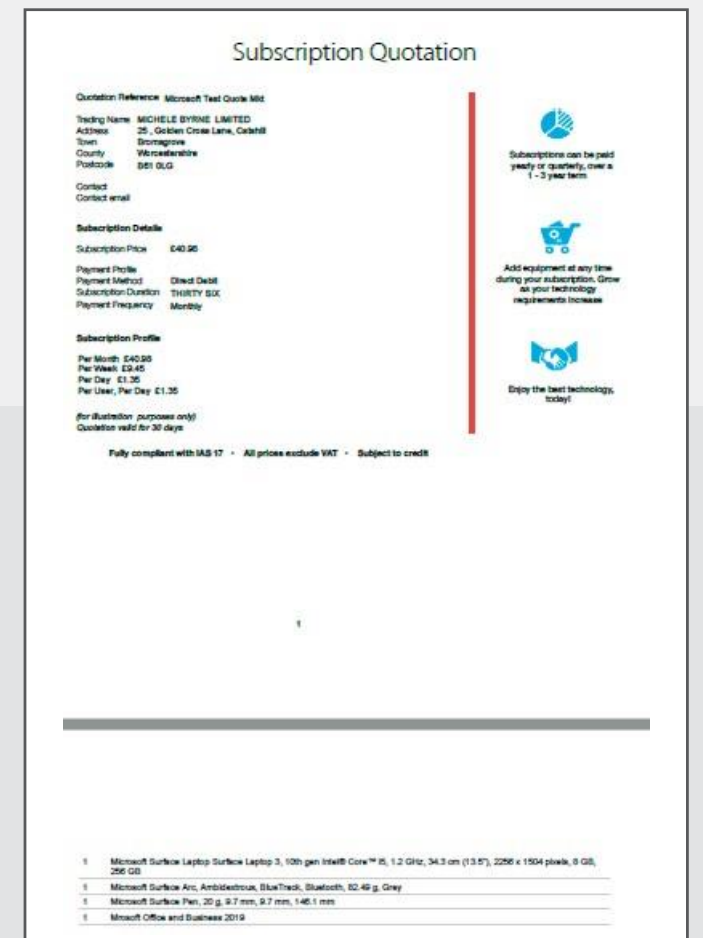 Subscription Quotation
Quotation Reference Microsoft Test Quote Mid
Trading Name MICHELE BYRNE LIMITED
Address 25 , Golden Cross Lane, Catshill
Town Bromsgrove
County Worcestershire
Postcode B61 0LG
Contact
Contact email
Subscription Details
Subscription Price £40.98
Payment Profile
Payment Method Direct Debit
Subscription Duration THIRTY SIX
Payment Frequency Monthly
Subscription Profile
Per Month £40.98
Per Week £9.45
Per Day £1.35
Per User, Per Day £1.35
(for illustration purposes only)
Quotation valid for 30 days
Subscriptions can be paid
yearly or quarterly, over a
1 - 3 year term
Add equipment at any time
during your subscription. Grow
as your technology
requirements increase
Enjoy the best technology,
today!
Fully compliant with IAS 17 • All prices exclude VAT • Subject to credit
1
1 Microsoft Surface Laptop Surface Laptop 3, 10th gen Intel® Core™ i5, 1.2 GHz, 34.3 cm (13.5"), 2256 x 1504 pixels, 8 GB,
256 GB
1 Microsoft Surface Arc, Ambidextrous, BlueTrack, Bluetooth, 82.49 g, Grey
1 Microsoft Surface Pen, 20 g, 9.7 mm, 9.7 mm, 146.1 mm
1 Mrosoft Office and Business 2019